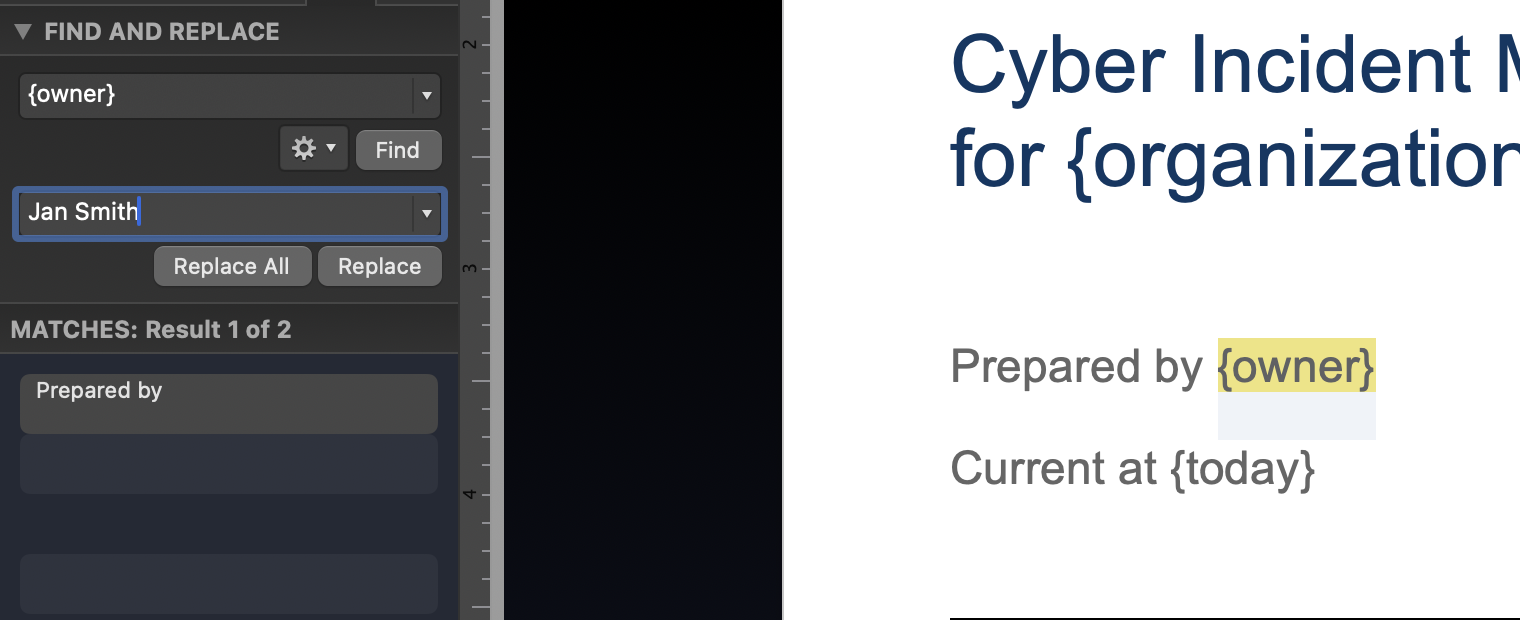 FIND AND REPLACE
{owner}
Find
Jan Smith
Replace All Replace
MATCHES: Result 1 of 2
Prepared by
2
3
4
Cyber Incident
for {organization
Prepared by {owner}
Current at {today}